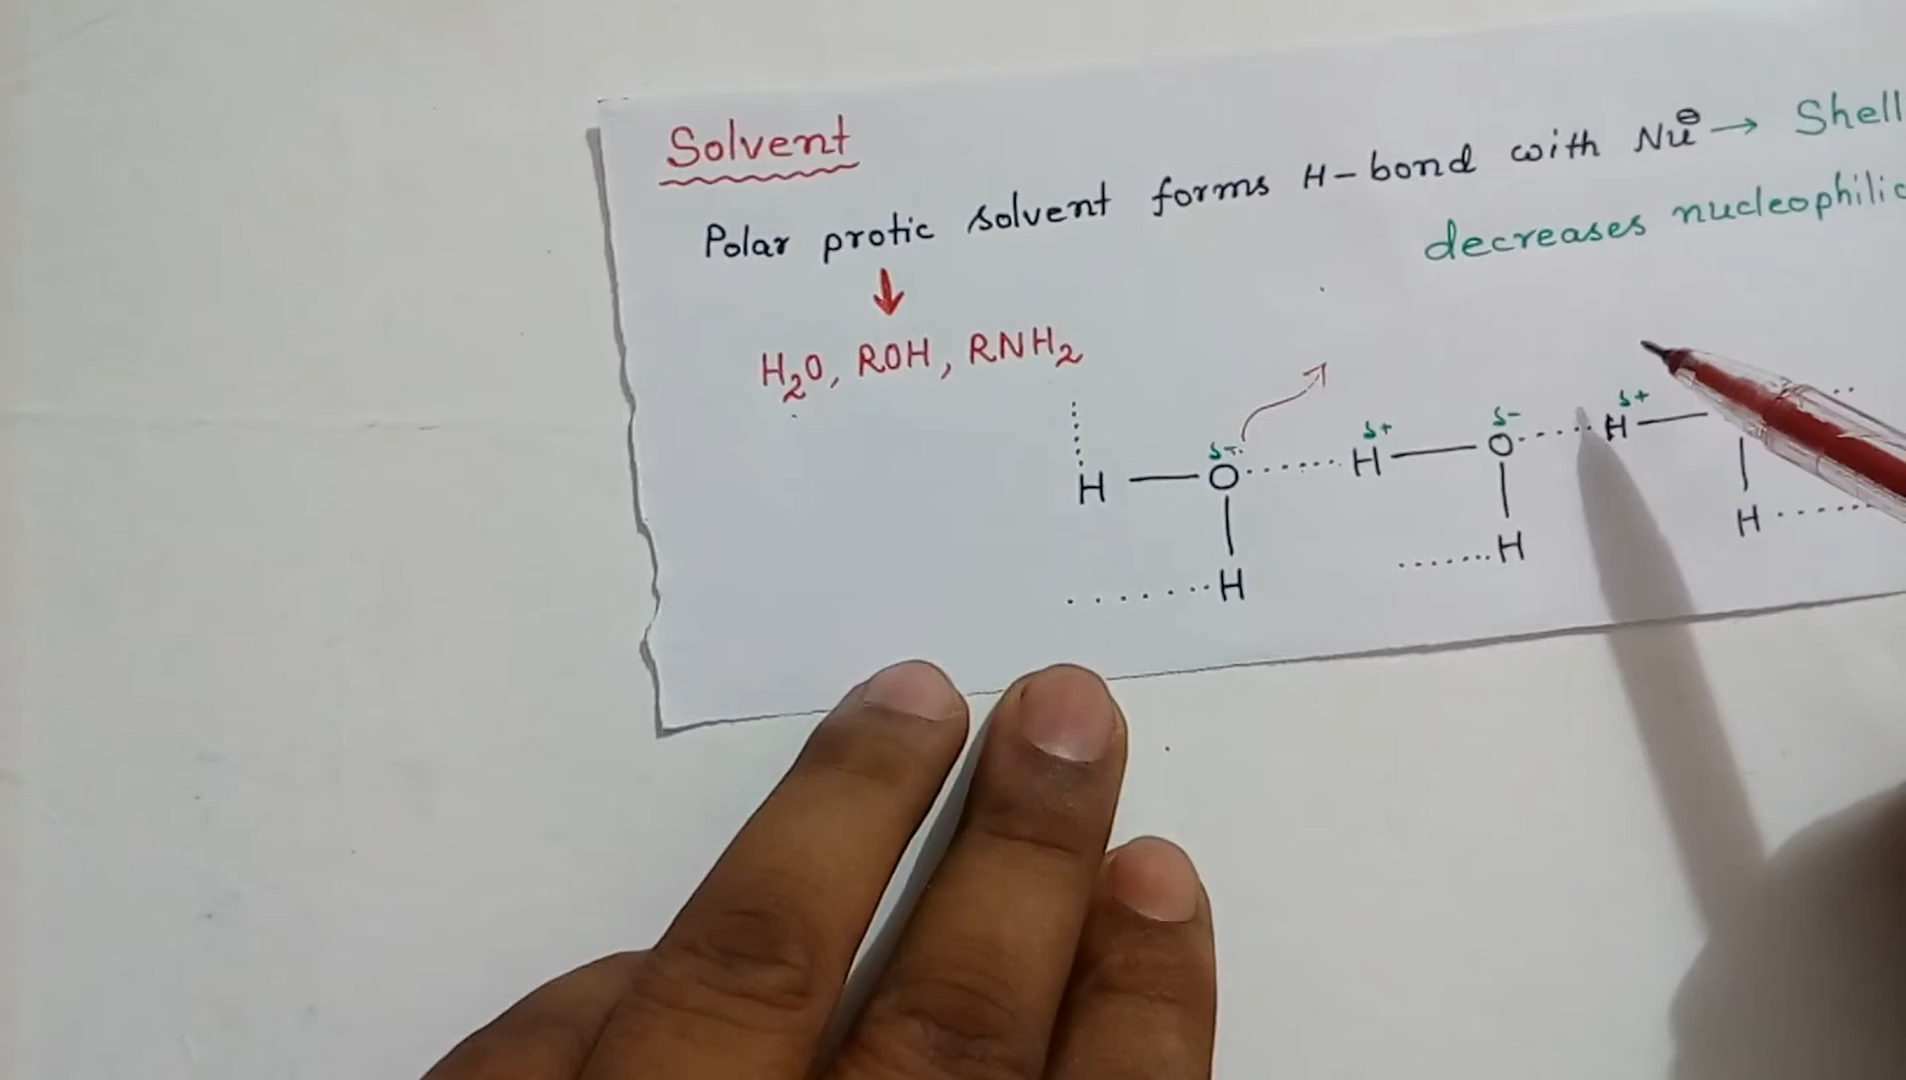 Solvent
Polar protic solvent forms H-bond with Nu⊖ → Shell
decreases nucleophilic
↓
H₂O, ROH, RNH₂
δ- δ+ δ- δ+
H — O ...... H — O ..... H —
H H H